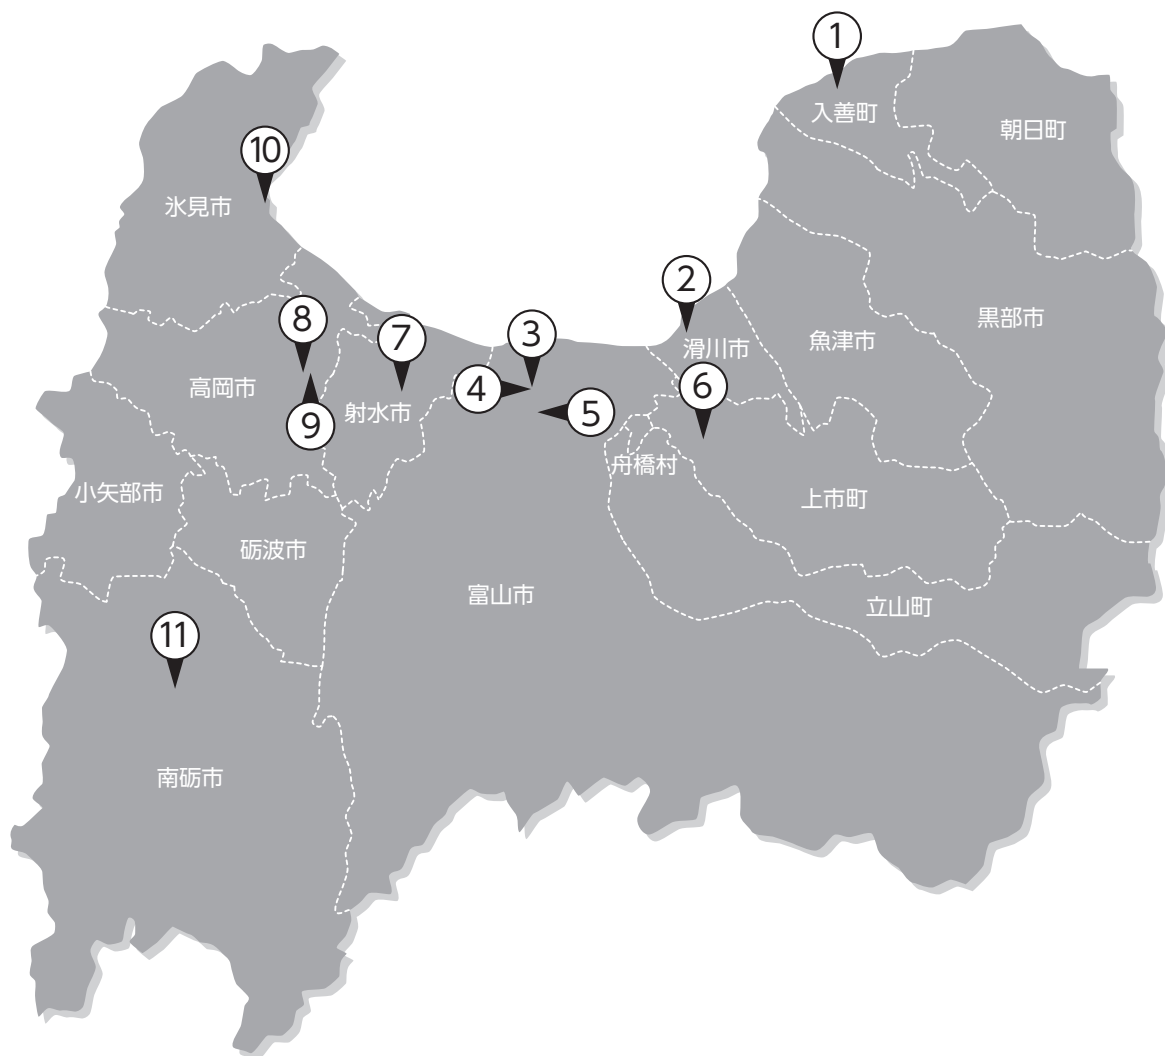 1
入善町
朝日町
10
氷見市
2
8
7
3
滑川市
魚津市
黒部市
高岡市
4
6
射水市
9
5
舟橋村
小矢部市
上市町
砺波市
富山市
立山町
11
南砺市